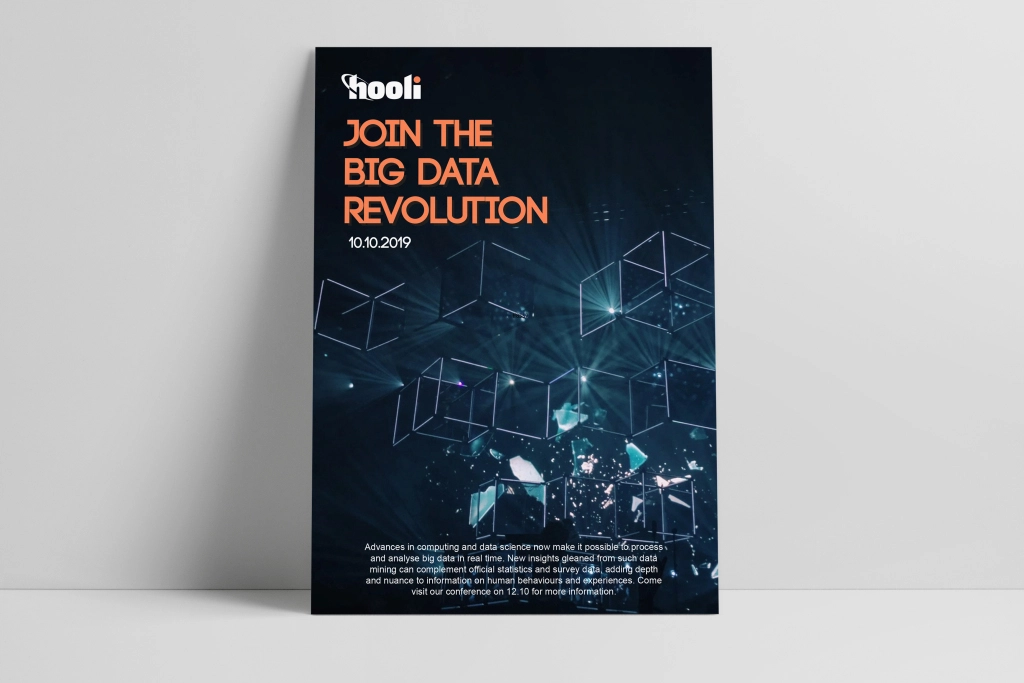 hooli
JOIN THE
BIG DATA
REVOLUTION
10.10.2019
Advances in computing and data science now make it possible to process
and analyse big data in real time. New insights gleaned from such data
mining can complement official statistics and survey data, adding depth
and nuance to information on human behaviours and experiences. Come
visit our conference on 12.10 for more information.